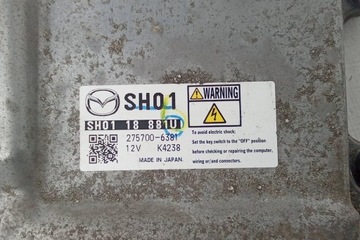 SH01
SH01 18 881U
275700-6381
12V K4238
MADE IN JAPAN.
WARNING
To avoid electric shock;
Set the key switch to the "OFF" position
before checking or repairing the computer,
wiring or/and connectors.